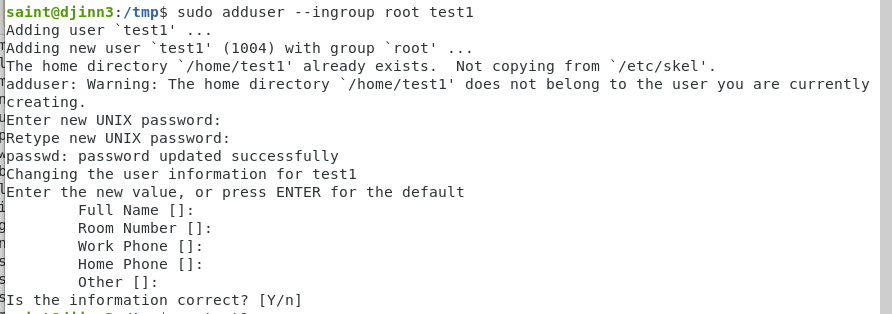 saint@djinn3:/tmp$ sudo adduser --ingroup root test1
Adding user `test1' ...
Adding new user `test1' (1004) with group `root' ...
The home directory `/home/test1' already exists.  Not copying from `/etc/skel'.
adduser: Warning: The home directory `/home/test1' does not belong to the user you are currently
creating.
Enter new UNIX password:
Retype new UNIX password:
passwd: password updated successfully
Changing the user information for test1
Enter the new value, or press ENTER for the default
        Full Name []:
        Room Number []:
        Work Phone []:
        Home Phone []:
        Other []:
Is the information correct? [Y/n]